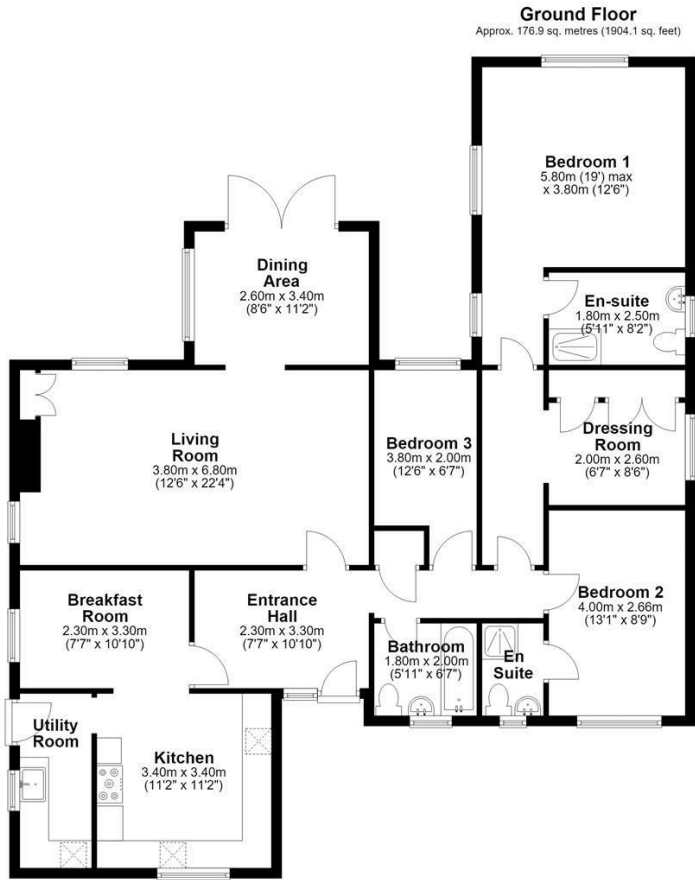 Ground Floor
Approx. 176.9 sq. metres (1904.1 sq. feet)
Bedroom 1
5.80m (19') max
x 3.80m (12'6")
Dining
Area
2.60m x 3.40m
(8'6" x 11'2")
En-suite
1.80m x 2.50m
(5'11" x 8'2")
Living
Room
3.80m x 6.80m
(12'6" x 22'4")
Bedroom 3
3.80m x 2.00m
(12'6" x 6'7")
Dressing
Room
2.00m x 2.60m
(6'7" x 8'6")
Breakfast
Room
2.30m x 3.30m
(7'7" x 10'10")
Entrance
Hall
2.30m x 3.30m
(7'7" x 10'10")
Bedroom 2
4.00m x 2.66m
(13'1" x 8'9")
Bathroom
1.80m x 2.00m
(5'11" x 6'7")
En
Suite
Utility
Room
Kitchen
3.40m x 3.40m
(11'2" x 11'2")